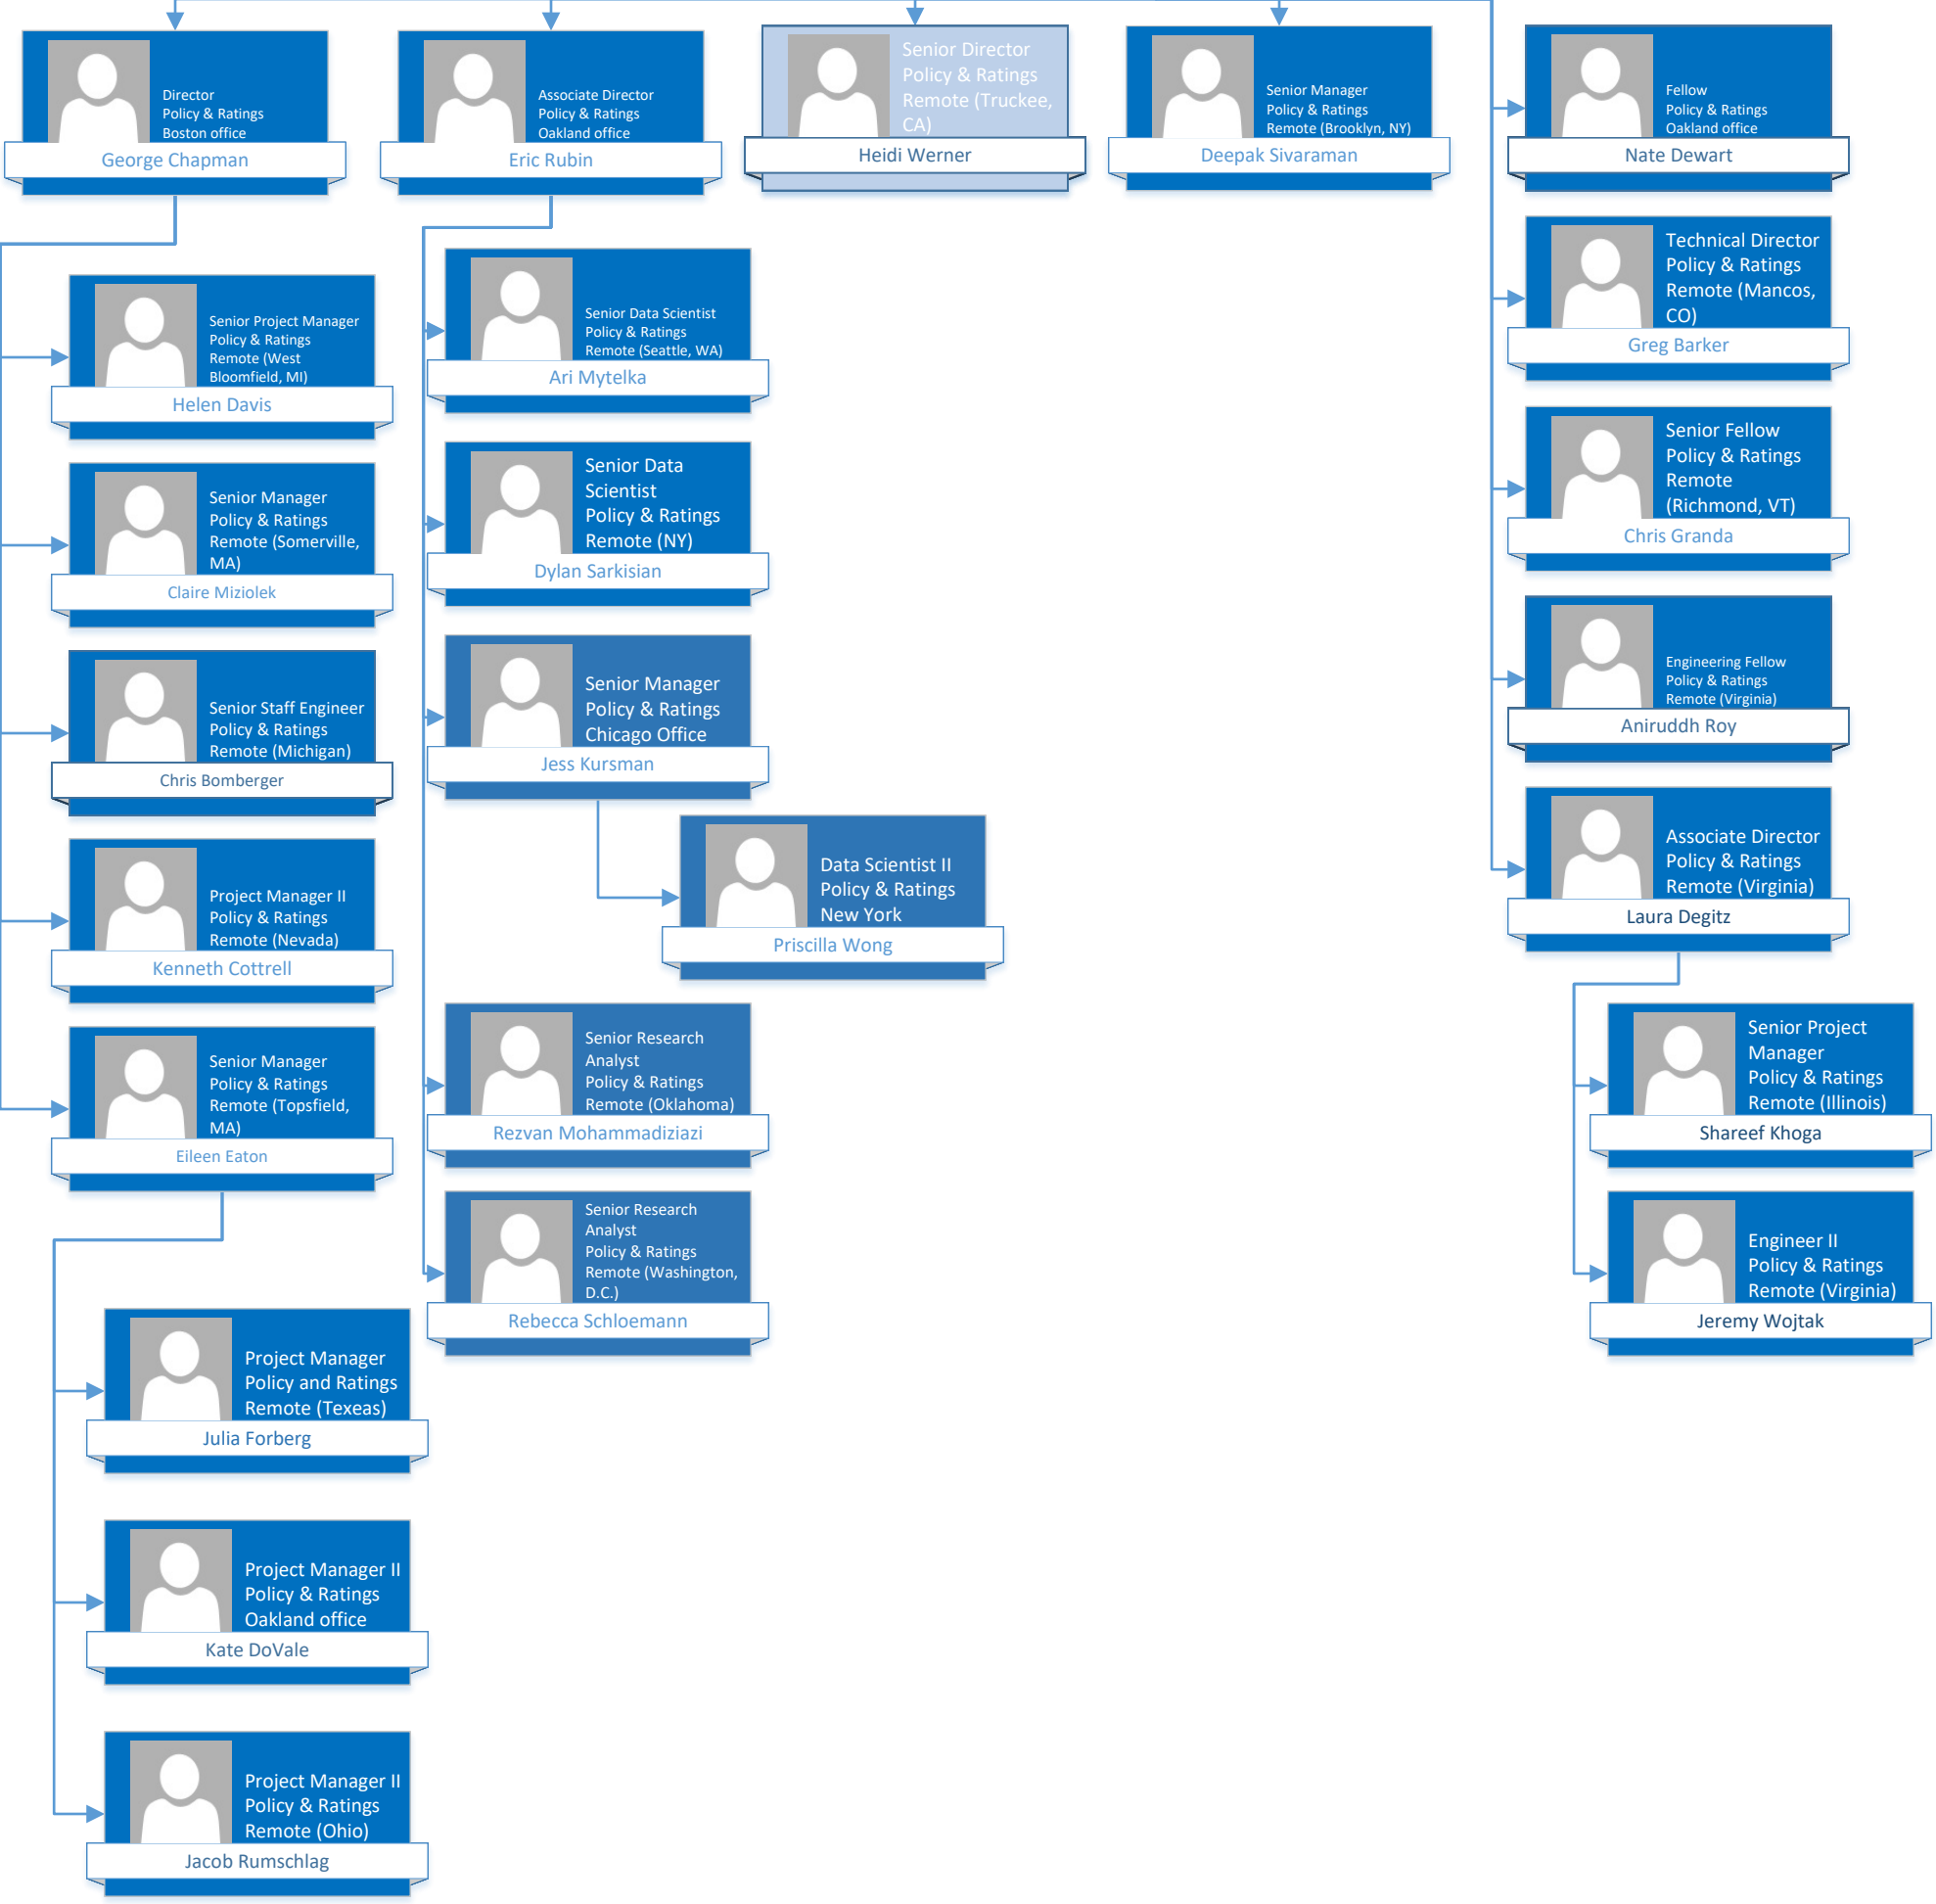 Director
Policy & Ratings
Boston office
George Chapman
Associate Director
Policy & Ratings
Oakland office
Eric Rubin
Senior Director
Policy & Ratings
Remote (Truckee,
CA)
Heidi Werner
Senior Manager
Policy & Ratings
Remote (Brooklyn, NY)
Deepak Sivaraman
Fellow
Policy & Ratings
Oakland office
Nate Dewart
Senior Project Manager
Policy & Ratings
Remote (West
Bloomfield, MI)
Helen Davis
Senior Manager
Policy & Ratings
Remote (Somerville,
MA)
Claire Miziolek
Senior Staff Engineer
Policy & Ratings
Remote (Michigan)
Chris Bomberger
Project Manager II
Policy & Ratings
Remote (Nevada)
Kenneth Cottrell
Senior Manager
Policy & Ratings
Remote (Topsfield,
MA)
Eileen Eaton
Project Manager
Policy and Ratings
Remote (Texeas)
Julia Forberg
Project Manager II
Policy & Ratings
Oakland office
Kate DoVale
Project Manager II
Policy & Ratings
Remote (Ohio)
Jacob Rumschlag
Senior Data Scientist
Policy & Ratings
Remote (Seattle, WA)
Ari Mytelka
Senior Data
Scientist
Policy & Ratings
Remote (NY)
Dylan Sarkisian
Senior Manager
Policy & Ratings
Chicago Office
Jess Kursman
Data Scientist II
Policy & Ratings
New York
Priscilla Wong
Senior Research
Analyst
Policy & Ratings
Remote (Oklahoma)
Rezvan Mohammadiziazi
Senior Research
Analyst
Policy & Ratings
Remote (Washington,
D.C.)
Rebecca Schloemann
Technical Director
Policy & Ratings
Remote (Mancos,
CO)
Greg Barker
Senior Fellow
Policy & Ratings
Remote
(Richmond, VT)
Chris Granda
Engineering Fellow
Policy & Ratings
Remote (Virginia)
Aniruddh Roy
Associate Director
Policy & Ratings
Remote (Virginia)
Laura Degitz
Senior Project
Manager
Policy & Ratings
Remote (Illinois)
Shareef Khoga
Engineer II
Policy & Ratings
Remote (Virginia)
Jeremy Wojtak